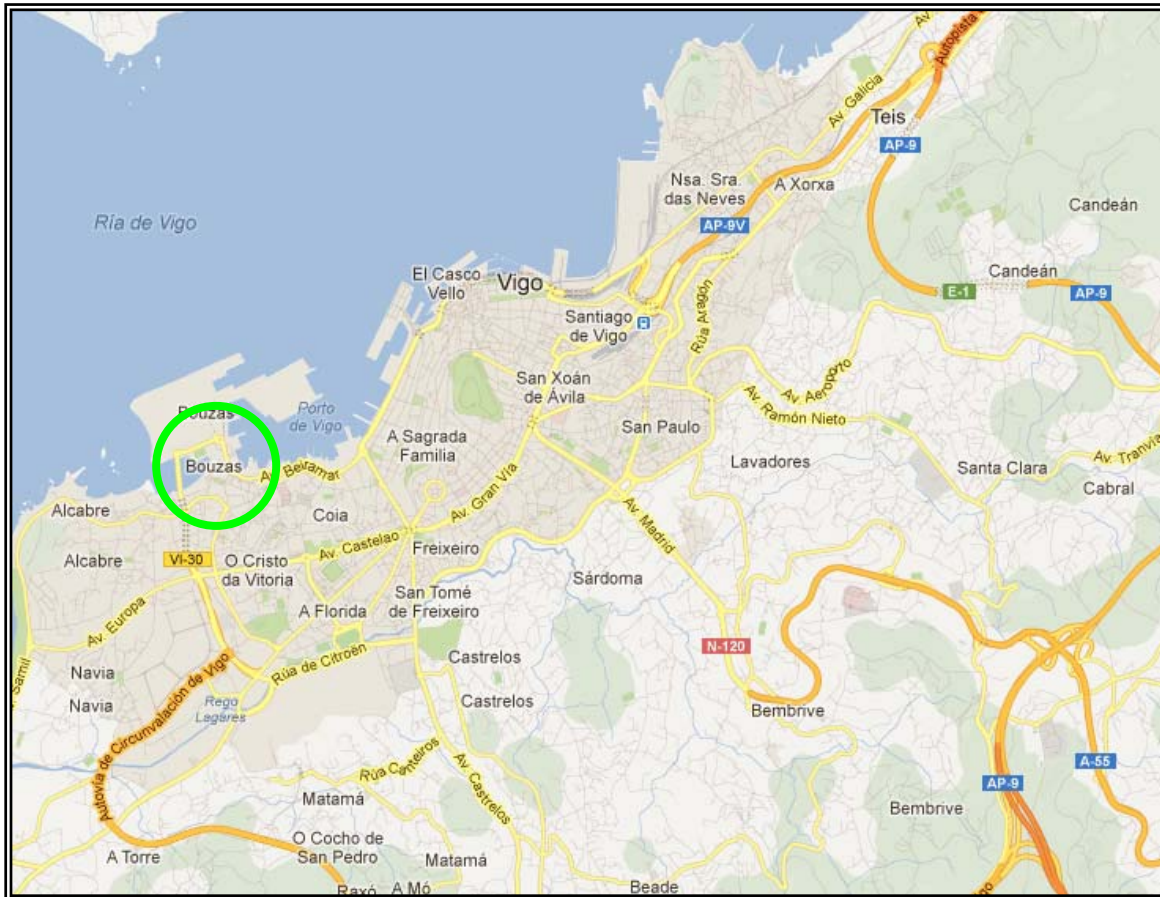 Autopista
Av. Galicia
Teis
AP-9
Nsa. Sra.
das Neves
A Xorxa
Candeán
Ría de Vigo
AP-9V
El Casco
Vello
Vigo
Candeán
E-1
AP-9
Santiago
de Vigo
Rúa Aragón
San Xoán
de Ávila
Av. Aeroporto
Bouzas
Porto
de Vigo
Av. Ramón Nieto
A Sagrada
Familia
San Paulo
Bouzas
Av. Beiramar
Lavadores
Santa Clara
Av. Tranvía
Cabral
Alcabre
Coia
Av. Gran Vía
Av. Madrid
Alcabre
VI-30
O Cristo
da Vitoria
Av. Castelao
Freixeiro
Sárdoma
San Tomé
de Freixeiro
Av. Europa
A Florida
N-120
Rúa de Citroën
Castrelos
Navia
Samil
Navia
Rego
Lagares
Castrelos
Bembrive
Autovía de Circunvalación de Vigo
Rúa Canteiros
Av. Castrelos
A-55
AP-9
Matamá
Bembrive
A Torre
O Cocho de
San Pedro
Matamá
Raxó
A Mó
Beade